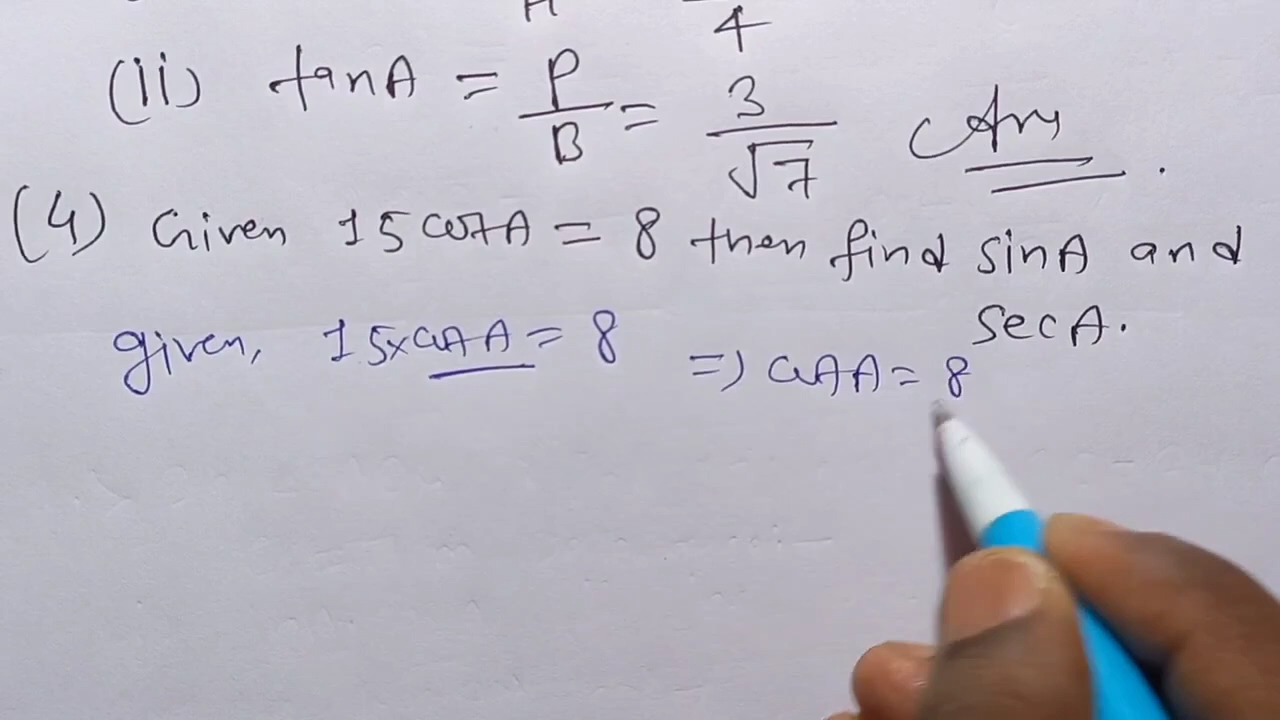 4
(ii) tanA = P/B = 3/√7 Ans.
(4) Given 15 cotA = 8 then find sinA and
secA.
given, 15×cotA = 8 => cotA = 8